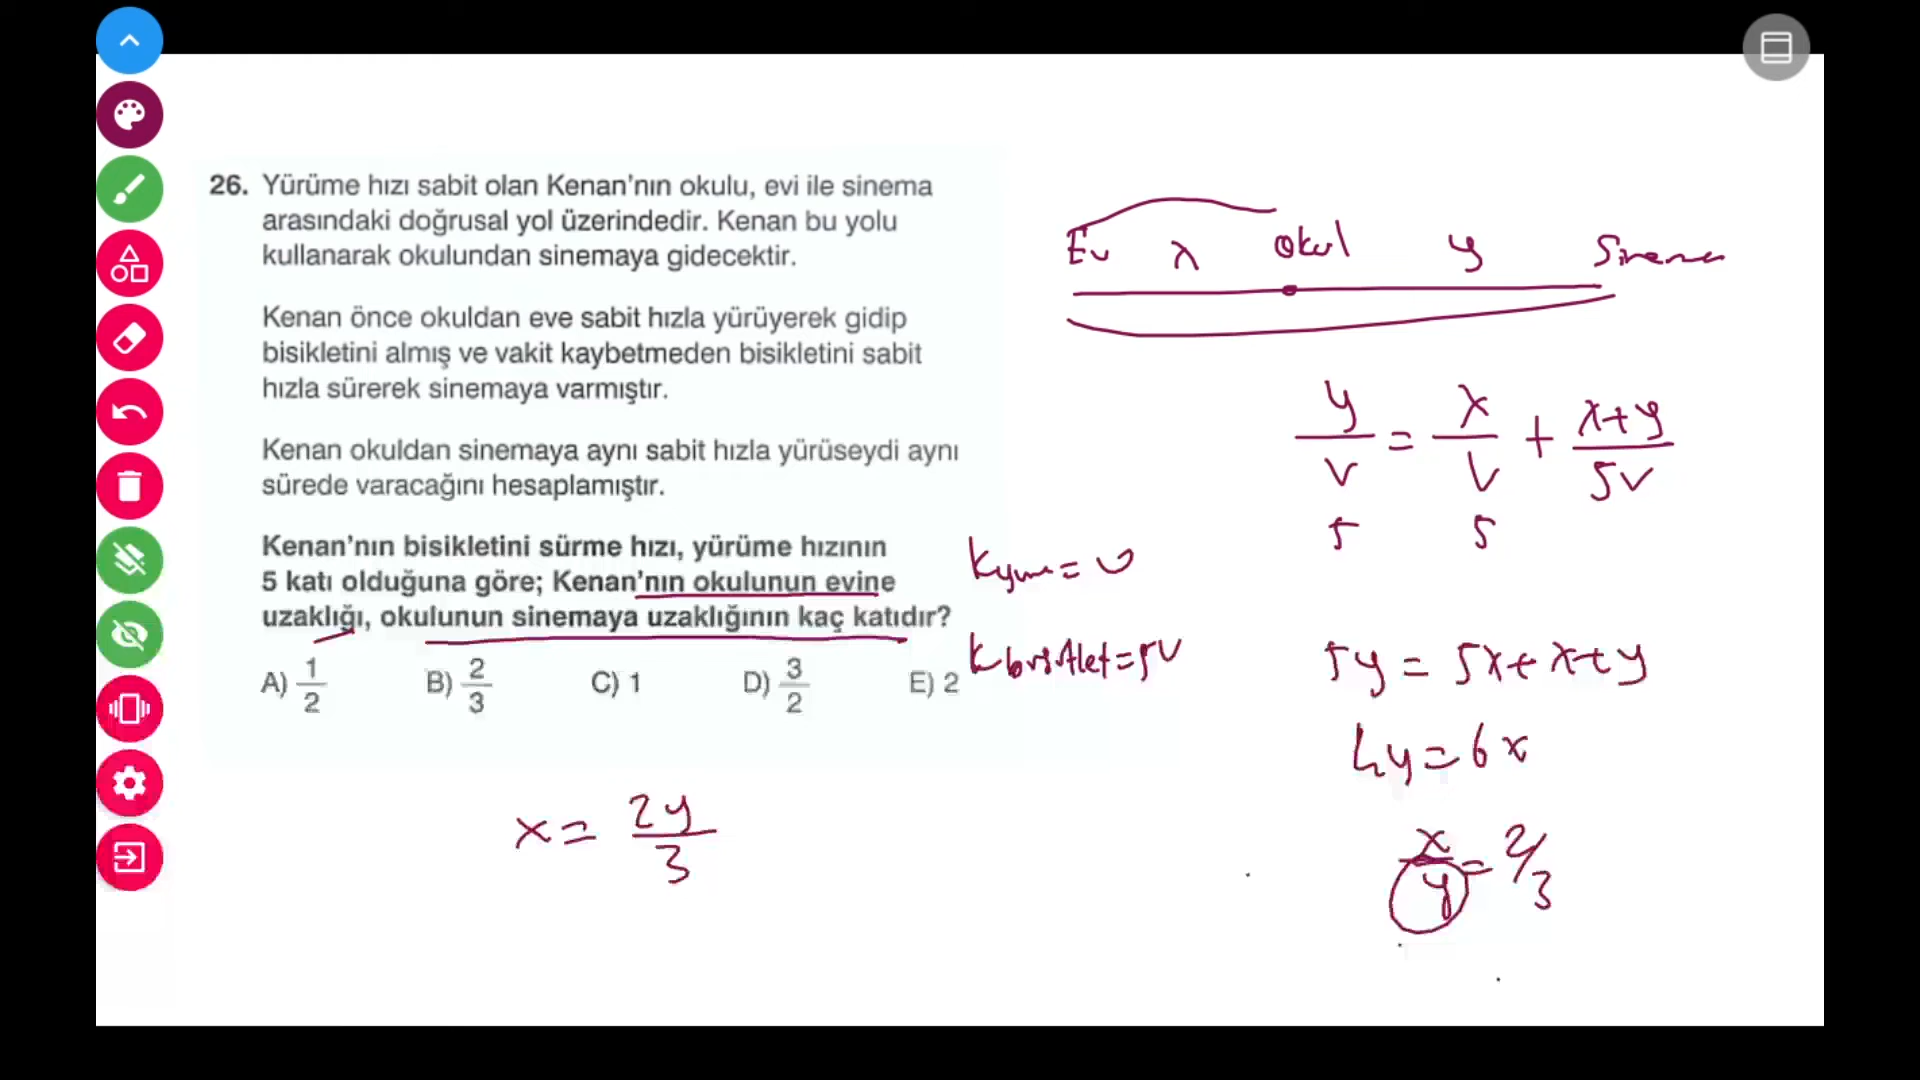 26. Yürüme hızı sabit olan Kenan'nın okulu, evi ile sinema
arasındaki doğrusal yol üzerindedir. Kenan bu yolu
kullanarak okulundan sinemaya gidecektir.
Kenan önce okuldan eve sabit hızla yürüyerek gidip
bisikletini almış ve vakit kaybetmeden bisikletini sabit
hızla sürerek sinemaya varmıştır.
Kenan okuldan sinemaya aynı sabit hızla yürüseydi aynı
sürede varacağını hesaplamıştır.
Kenan'nın bisikletini sürme hızı, yürüme hızının
5 katı olduğuna göre; Kenan'nın okulunun evine
uzaklığı, okulunun sinemaya uzaklığının kaç katıdır?
A) 1/2 B) 2/3 C) 1 D) 3/2 E) 2
x = 2y/3
Ev x okul y Sinema
y/v = x/v + x+y/5v
5 5
= v
= 5v
5y = 5x + x+y
4y = 6x
x/y = 2/3